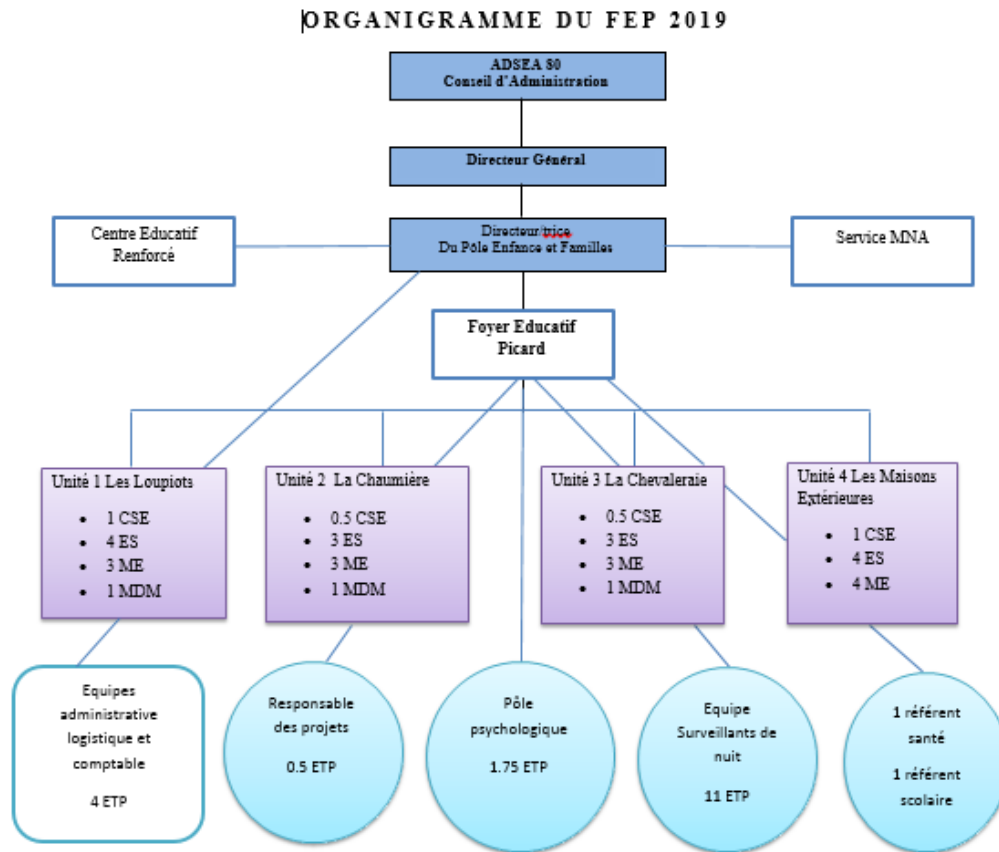 ORGANIGRAMME DU FEP 2019
ADSEA 80
Conseil d'Administration
Directeur Général
Centre Educatif
Renforcé
Directeur/trice
Du Pôle Enfance et Familles
Service MNA
Foyer Educatif
Picard
Unité 1 Les Loupiots
• 1 CSE
• 4 ES
• 3 ME
• 1 MDM
Unité 2 La Chaumière
• 0.5 CSE
• 3 ES
• 3 ME
• 1 MDM
Unité 3 La Chevaleraie
• 0.5 CSE
• 3 ES
• 3 ME
• 1 MDM
Unité 4 Les Maisons
Extérieures
• 1 CSE
• 4 ES
• 4 ME
Equipes
administrative
logistique et
comptable
4 ETP
Responsable
des projets
0.5 ETP
Pôle
psychologique
1.75 ETP
Equipe
Surveillants de
nuit
11 ETP
1 référent
santé
1 référent
scolaire